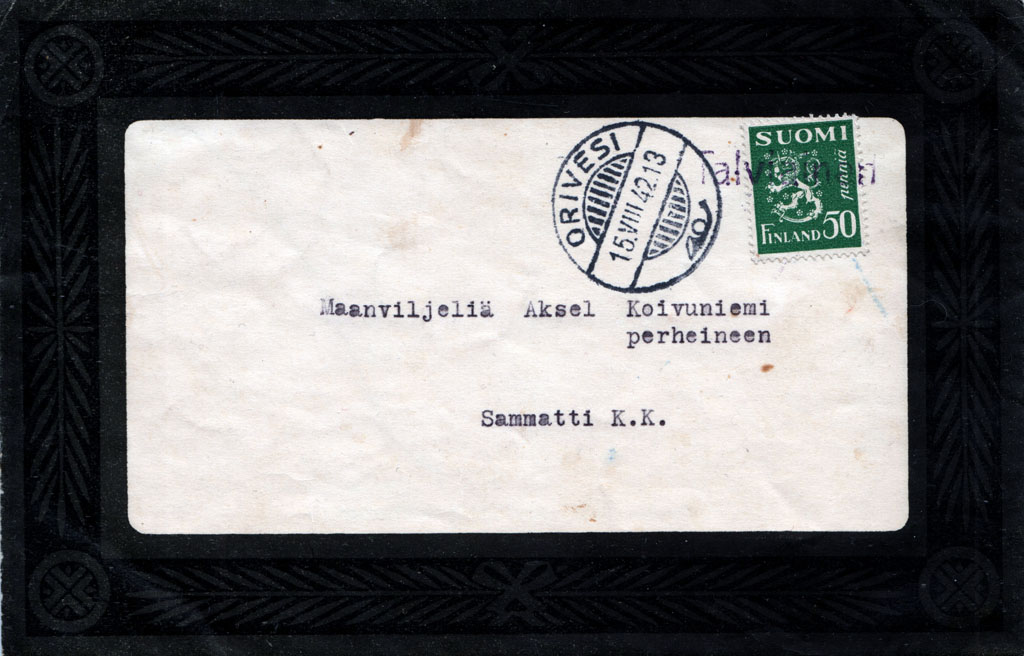 ORIVESI
15.VIII 42.13
SUOMI
penniä
FINLAND 50
Maanviljeliä Aksel Koivuniemi
perheineen
Sammatti K.K.